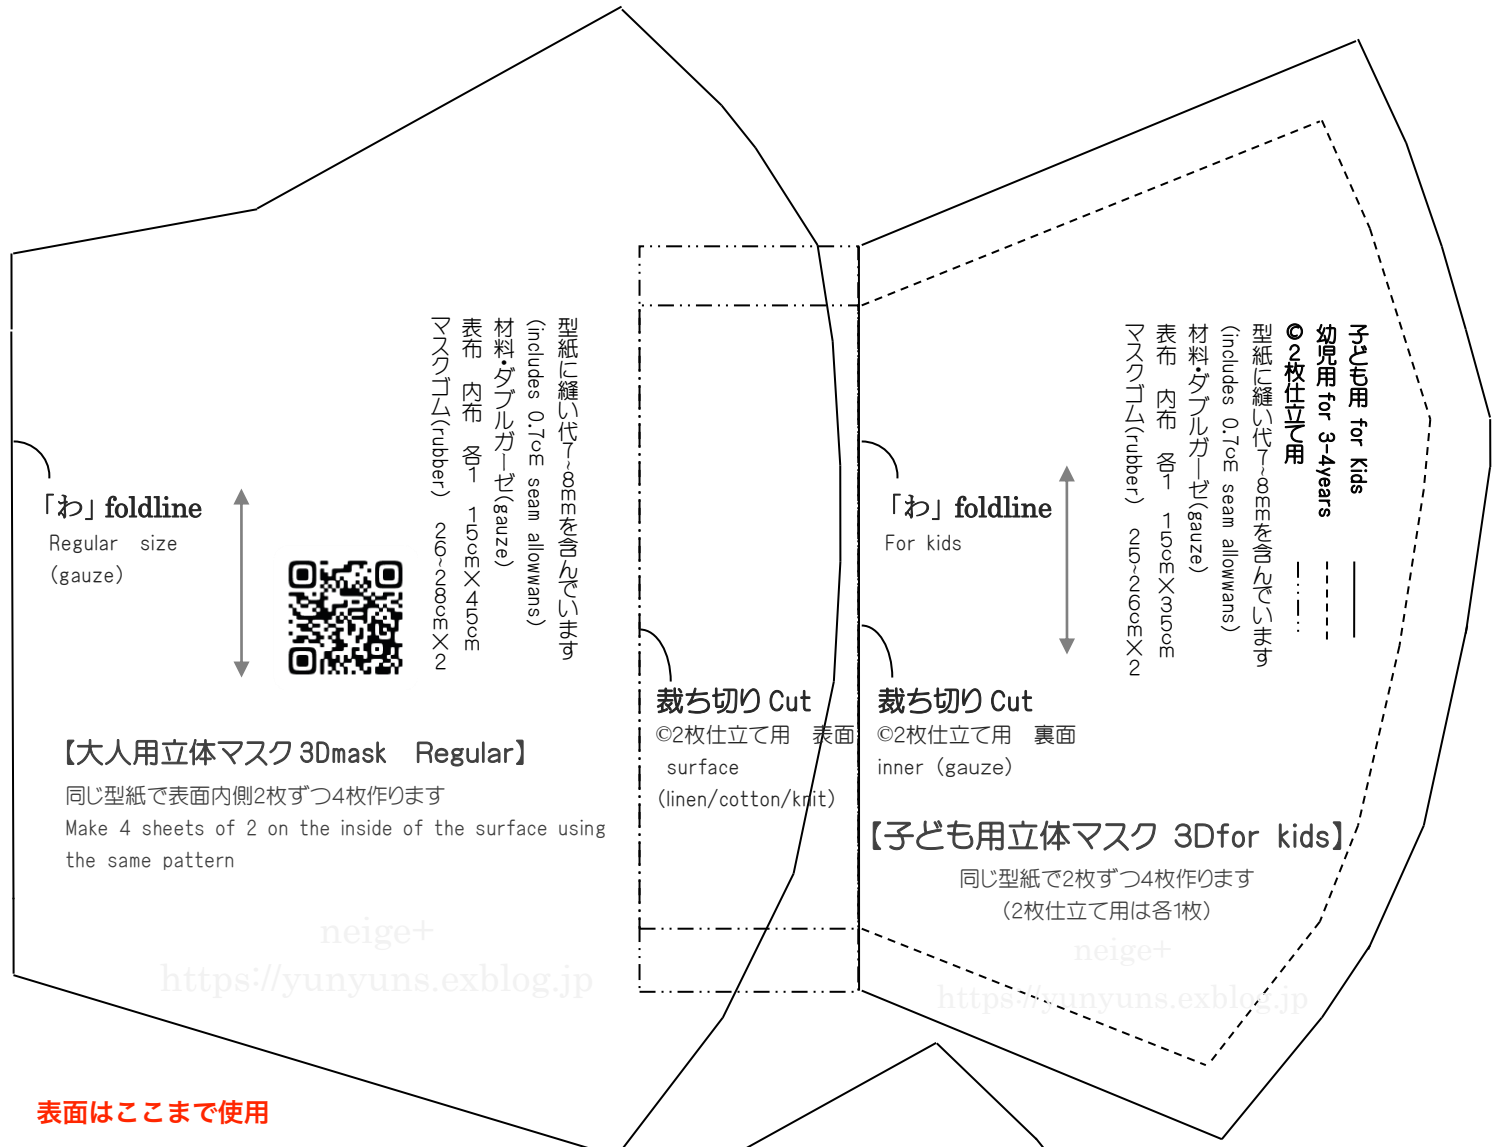 型紙に縫い代7~8mmを含んでいます
(includes 0.7cm seam allowwans)
材料・ダブルガーゼ(gauze)
表布　内布　各1　15cm×45cm
マスクゴム(rubber)　26~28cm×2
「わ」foldline
Regular size
(gauze)
【大人用立体マスク3Dmask　Regular】
同じ型紙で表面内側2枚ずつ4枚作ります
Make 4 sheets of 2 on the inside of the surface using
the same pattern
neige+
https://yunyuns.exblog.jp
表面はここまで使用
裁ち切り Cut
©2枚仕立て用　表面
surface
(linen/cotton/knit)
子ども用 for Kids
幼児用 for 3-4years
©2枚仕立て用
型紙に縫い代7~8mmを含んでいます
(includes 0.7cm seam allowwans)
材料・ダブルガーゼ(gauze)
表布　内布　各1　15cm×35cm
マスクゴム(rubber)　25~26cm×2
「わ」foldline
For kids
裁ち切り Cut
©2枚仕立て用　裏面
inner (gauze)
【子ども用立体マスク 3Dfor kids】
同じ型紙で2枚ずつ4枚作ります
(2枚仕立て用は各1枚)
neige+
https://yunyuns.exblog.jp